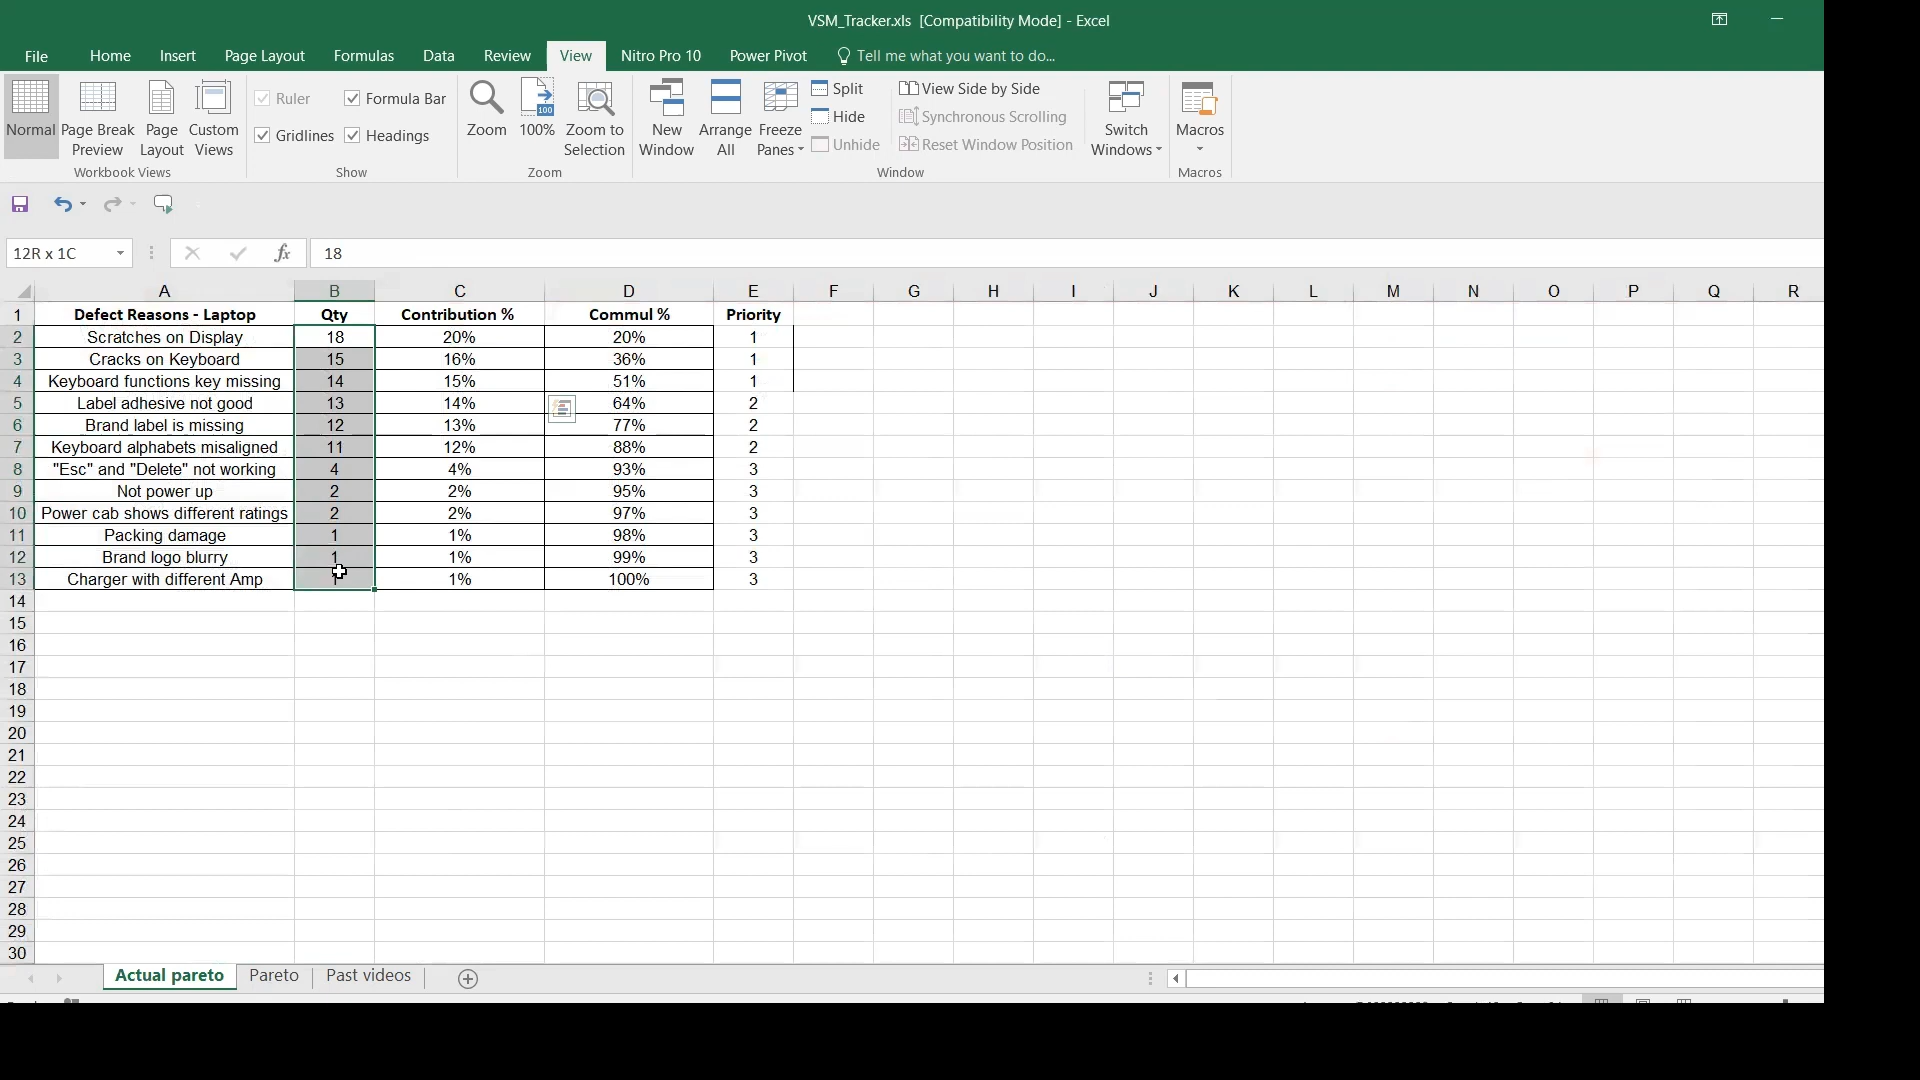 VSM_Tracker.xls [Compatibility Mode] - Excel
File Home Insert Page Layout Formulas Data Review View Nitro Pro 10 Power Pivot Tell me what you want to do...
Normal Page Break Preview Page Layout Custom Views
Workbook Views
Ruler Formula Bar
Gridlines Headings
Show
Zoom 100% Zoom to Selection
100
Zoom
New Window Arrange All Freeze Panes
Split
Hide
Unhide
View Side by Side
Synchronous Scrolling
Reset Window Position
Window
Switch Windows
Macros
Macros
12R x 1C fx 18
A B C D E F G H I J K L M N O P Q R
1 Defect Reasons - Laptop Qty Contribution % Commul % Priority
2 Scratches on Display 18 20% 20% 1
3 Cracks on Keyboard 15 16% 36% 1
4 Keyboard functions key missing 14 15% 51% 1
5 Label adhesive not good 13 14% 64% 2
6 Brand label is missing 12 13% 77% 2
7 Keyboard alphabets misaligned 11 12% 88% 2
8 "Esc" and "Delete" not working 4 4% 93% 3
9 Not power up 2 2% 95% 3
10 Power cab shows different ratings 2 2% 97% 3
11 Packing damage 1 1% 98% 3
12 Brand logo blurry 1 1% 99% 3
13 Charger with different Amp 1% 100% 3
14
15
16
17
18
19
20
21
22
23
24
25
26
27
28
29
30
Actual pareto Pareto Past videos